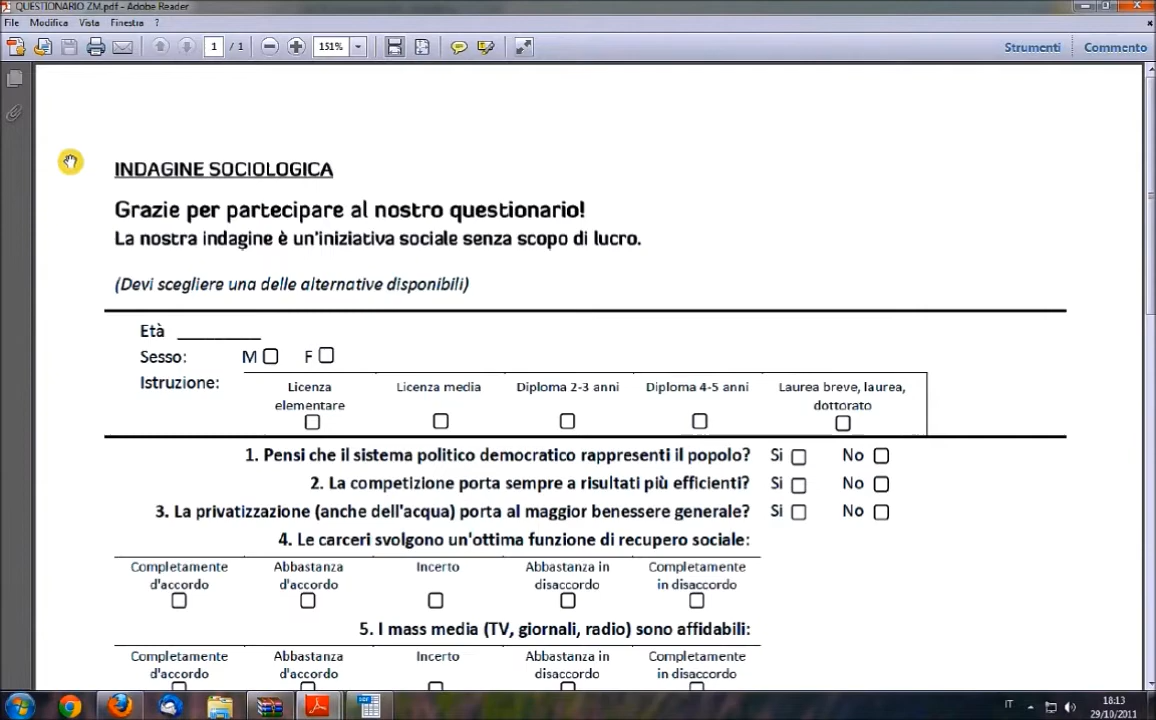 QUESTIONARIO ZM.pdf - Adobe Reader
File Modifica Vista Finestra ?
1 / 1 151% Strumenti Commento
INDAGINE SOCIOLOGICA
Grazie per partecipare al nostro questionario!
La nostra indagine è un'iniziativa sociale senza scopo di lucro.
(Devi scegliere una delle alternative disponibili)
Età _________
Sesso: M F
Istruzione:
Licenza elementare
Licenza media
Diploma 2-3 anni
Diploma 4-5 anni
Laurea breve, laurea, dottorato
1. Pensi che il sistema politico democratico rappresenti il popolo? Si No
2. La competizione porta sempre a risultati più efficienti? Si No
3. La privatizzazione (anche dell'acqua) porta al maggior benessere generale? Si No
4. Le carceri svolgono un'ottima funzione di recupero sociale:
Completamente d'accordo
Abbastanza d'accordo
Incerto
Abbastanza in disaccordo
Completamente in disaccordo
5. I mass media (TV, giornali, radio) sono affidabili:
Completamente d'accordo
Abbastanza d'accordo
Incerto
Abbastanza in disaccordo
Completamente in disaccordo
IT 18:13
29/10/2011